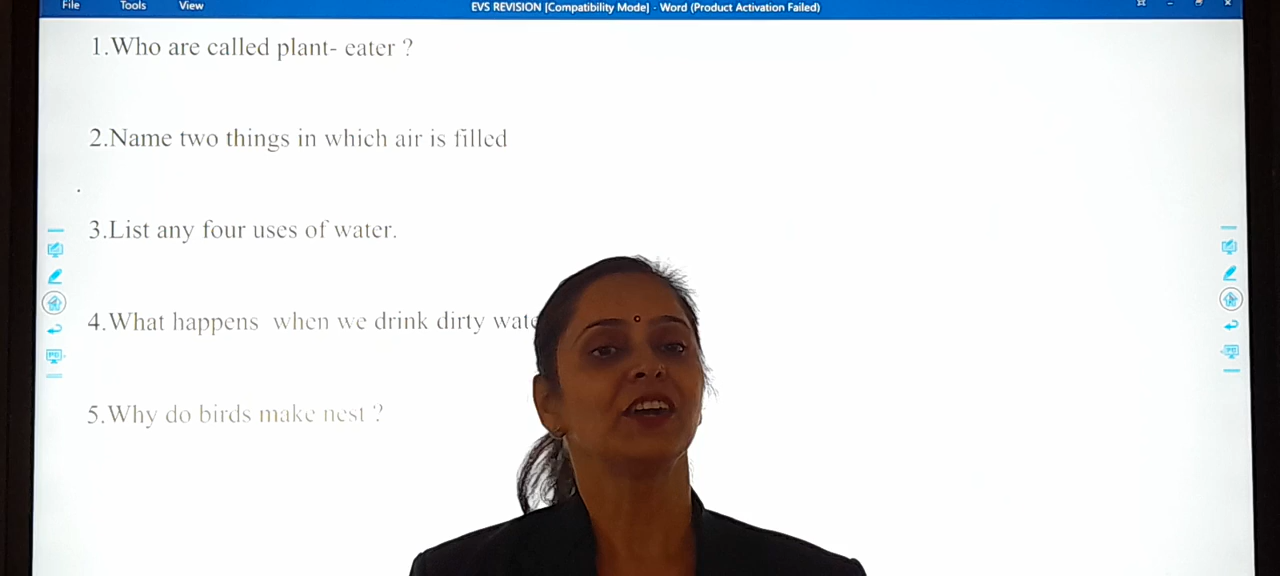 File Tools View EVS REVISION [Compatibility Mode] - Word (Product Activation Failed)
1.Who are called plant- eater ?
2.Name two things in which air is filled
3.List any four uses of water.
4.What happens when we drink dirty
5.Why do birds make nest ?